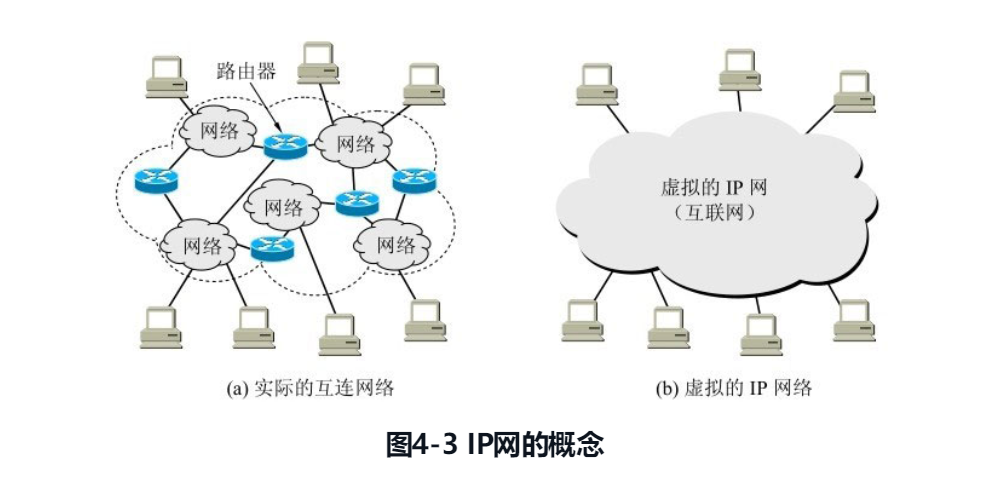 路由器
网络
网络
网络
网络
网络
虚拟的 IP 网
（互联网）
(a) 实际的互连网络
(b) 虚拟的 IP 网络
图4-3 IP网的概念